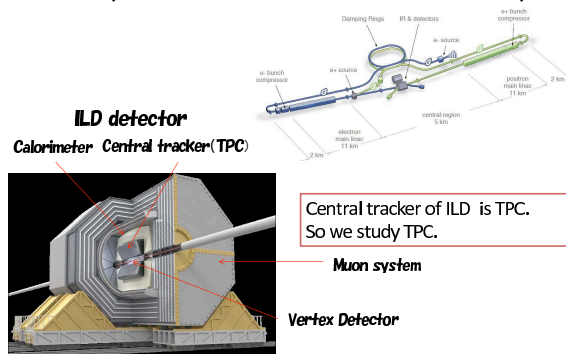 Damping Rings
IR & detectors
e+ bunch
compressor
e- source
e- bunch
compressor
e+ source
positron
main linac
11 km
2 km
central region
5 km
electron
main linac
11 km
2 km
ILD detector
Calorimeter Central tracker(TPC)
Central tracker of ILD is TPC.
So we study TPC.
Muon system
Vertex Detector